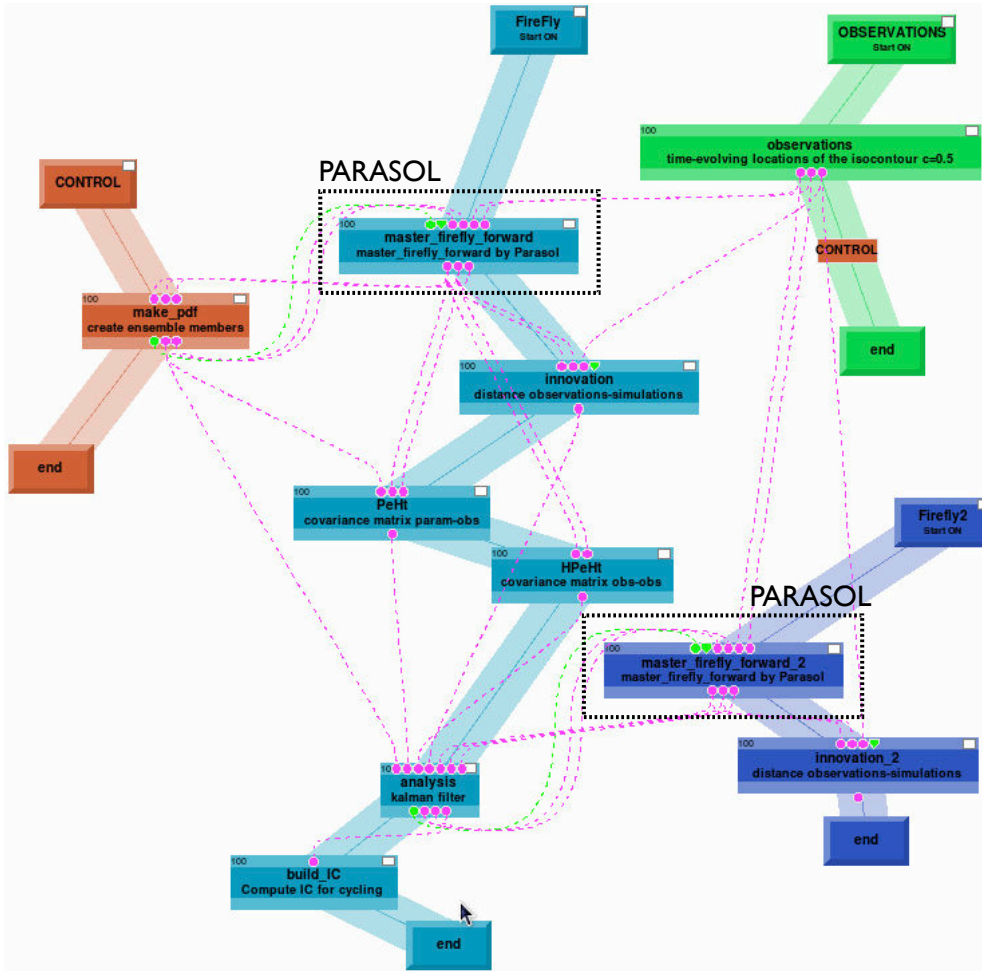 FireFly
Start ON
OBSERVATIONS
Start ON
100
observations
time-evolving locations of the isocontour c=0.5
CONTROL
PARASOL
100
master_firefly_forward
master_firefly_forward by Parasol
CONTROL
100
make_pdf
create ensemble members
end
100
innovation
distance observations-simulations
end
100
PeHt
covariance matrix param-obs
Firefly2
Start ON
100
HPeHt
covariance matrix obs-obs
PARASOL
100
master_firefly_forward_2
master_firefly_forward by Parasol
100
innovation_2
distance observations-simulations
analysis
kalman filter
end
100
build_IC
Compute IC for cycling
end